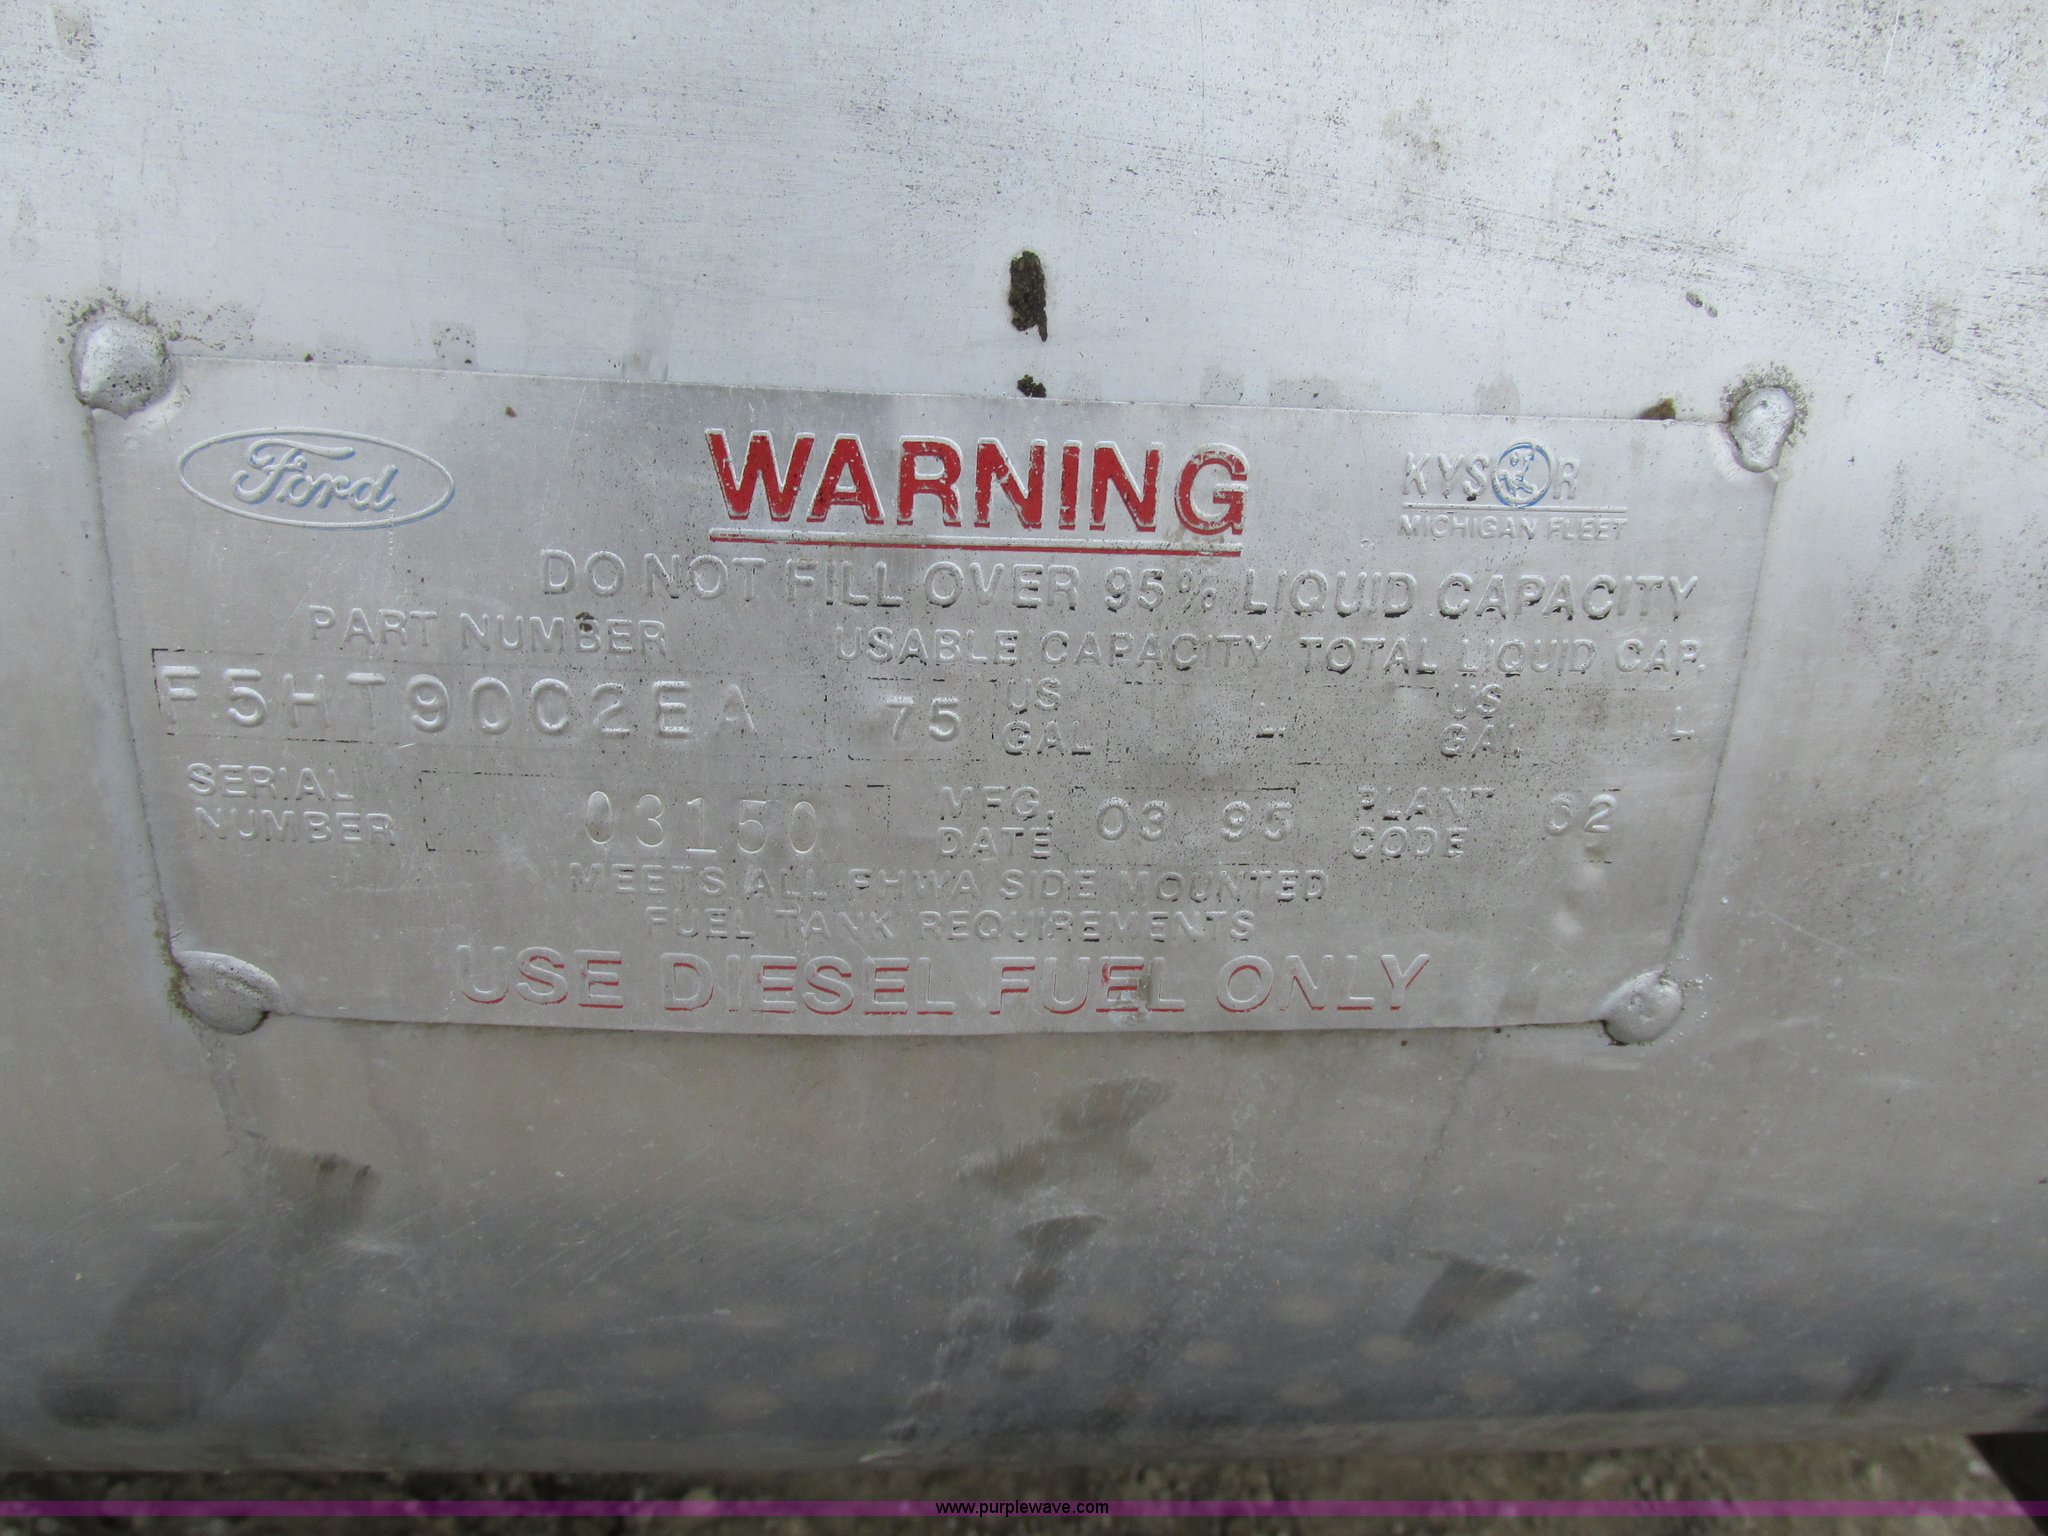 Ford
WARNING
KYSOR
MICHIGAN FLEET
DO NOT FILL OVER 95% LIQUID CAPACITY
PART NUMBER USABLE CAPACITY TOTAL LIQUID CAP.
F5HT9002EA 75 US GAL L US GAL L
SERIAL NUMBER 03150 MFG. DATE 03 95 PLANT CODE 62
MEETS ALL FHWA SIDE MOUNTED
FUEL TANK REQUIREMENTS
USE DIESEL FUEL ONLY
www.purplewave.com